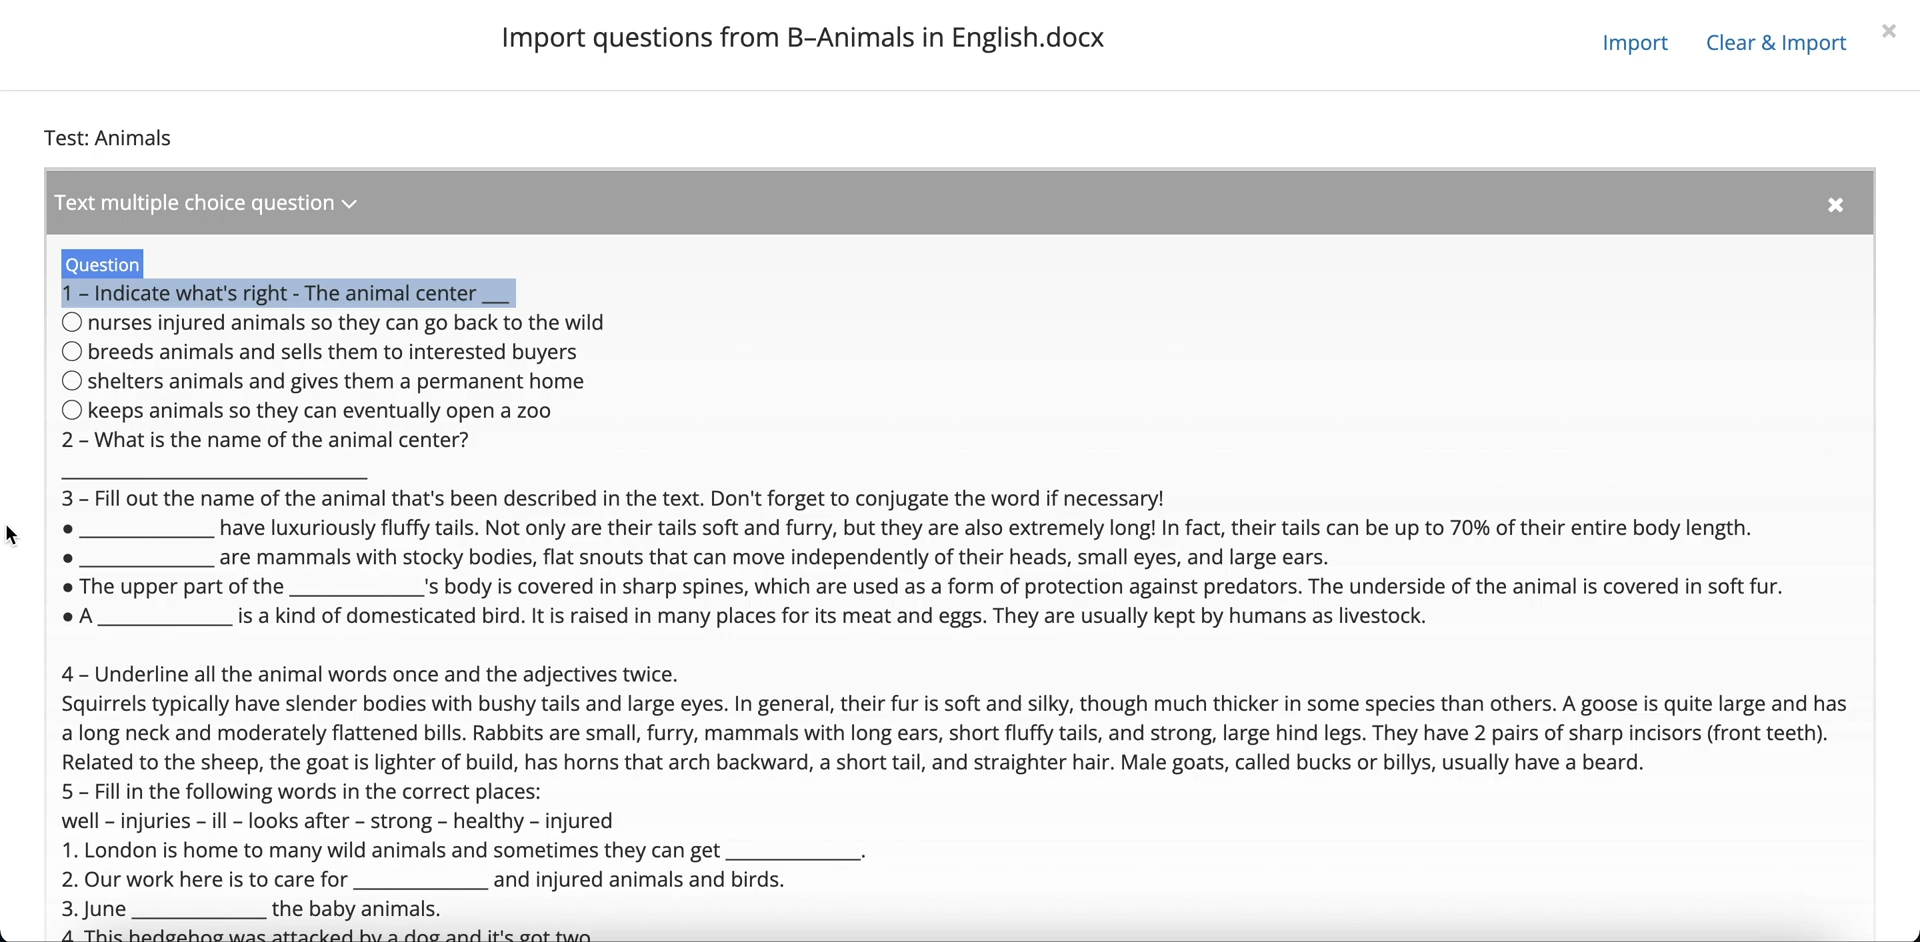 Import questions from B–Animals in English.docx
Import
Clear & Import
Test: Animals
Text multiple choice question
Question
1 – Indicate what's right - The animal center ___
nurses injured animals so they can go back to the wild
breeds animals and sells them to interested buyers
shelters animals and gives them a permanent home
keeps animals so they can eventually open a zoo
2 – What is the name of the animal center?
_____________________________
3 – Fill out the name of the animal that's been described in the text. Don't forget to conjugate the word if necessary!
● _____________ have luxuriously fluffy tails. Not only are their tails soft and furry, but they are also extremely long! In fact, their tails can be up to 70% of their entire body length.
● _____________ are mammals with stocky bodies, flat snouts that can move independently of their heads, small eyes, and large ears.
● The upper part of the _____________'s body is covered in sharp spines, which are used as a form of protection against predators. The underside of the animal is covered in soft fur.
● A _____________ is a kind of domesticated bird. It is raised in many places for its meat and eggs. They are usually kept by humans as livestock.
4 – Underline all the animal words once and the adjectives twice.
Squirrels typically have slender bodies with bushy tails and large eyes. In general, their fur is soft and silky, though much thicker in some species than others. A goose is quite large and has
a long neck and moderately flattened bills. Rabbits are small, furry, mammals with long ears, short fluffy tails, and strong, large hind legs. They have 2 pairs of sharp incisors (front teeth).
Related to the sheep, the goat is lighter of build, has horns that arch backward, a short tail, and straighter hair. Male goats, called bucks or billys, usually have a beard.
5 – Fill in the following words in the correct places:
well – injuries – ill – looks after – strong – healthy – injured
1. London is home to many wild animals and sometimes they can get _____________.
2. Our work here is to care for _____________ and injured animals and birds.
3. June _____________ the baby animals.
4. This hedgehog was attacked by a dog and it's got two